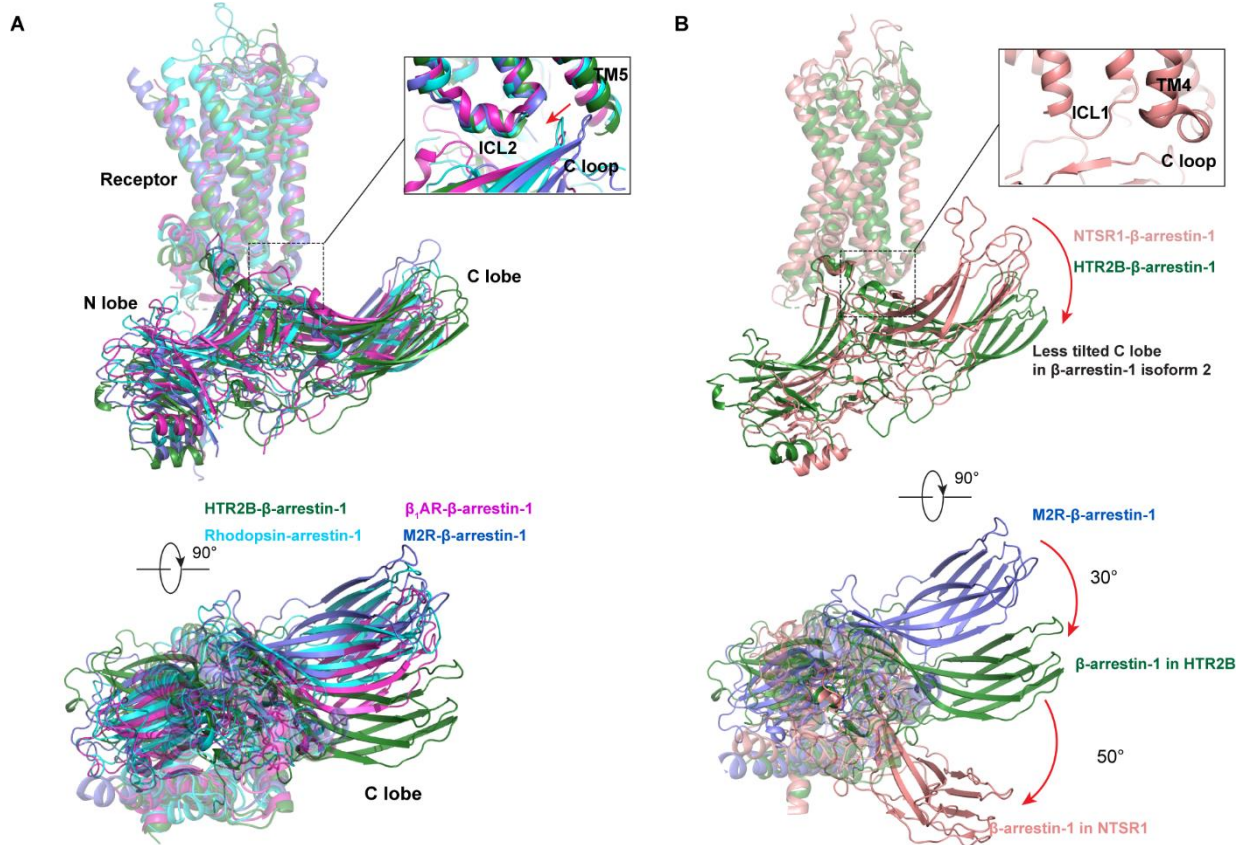 A
TM5
ICL2
C loop
Receptor
C lobe
N lobe
HTR2B-β-arrestin-1
β₁AR-β-arrestin-1
Rhodopsin-arrestin-1
M2R-β-arrestin-1
90°
C lobe
B
TM4
ICL1
C loop
NTSR1-β-arrestin-1
HTR2B-β-arrestin-1
Less tilted C lobe
in β-arrestin-1 isoform 2
90°
M2R-β-arrestin-1
30°
β-arrestin-1 in HTR2B
50°
β-arrestin-1 in NTSR1